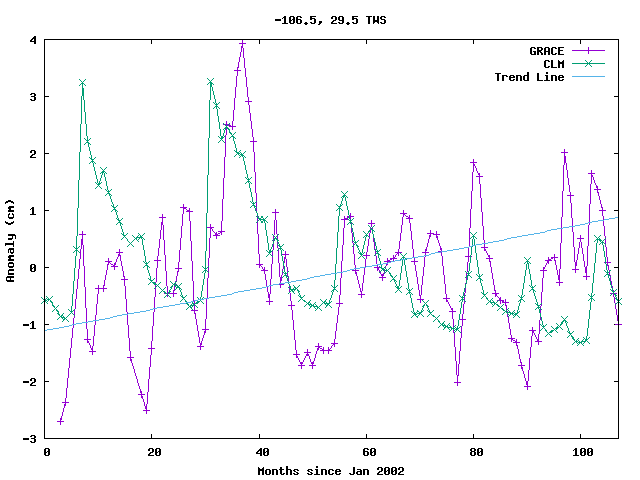 -106.5, 29.5 TWS
GRACE
CLM
Trend Line
Anomaly (cm)
4
3
2
1
0
-1
-2
-3
0 20 40 60 80 100
Months since Jan 2002